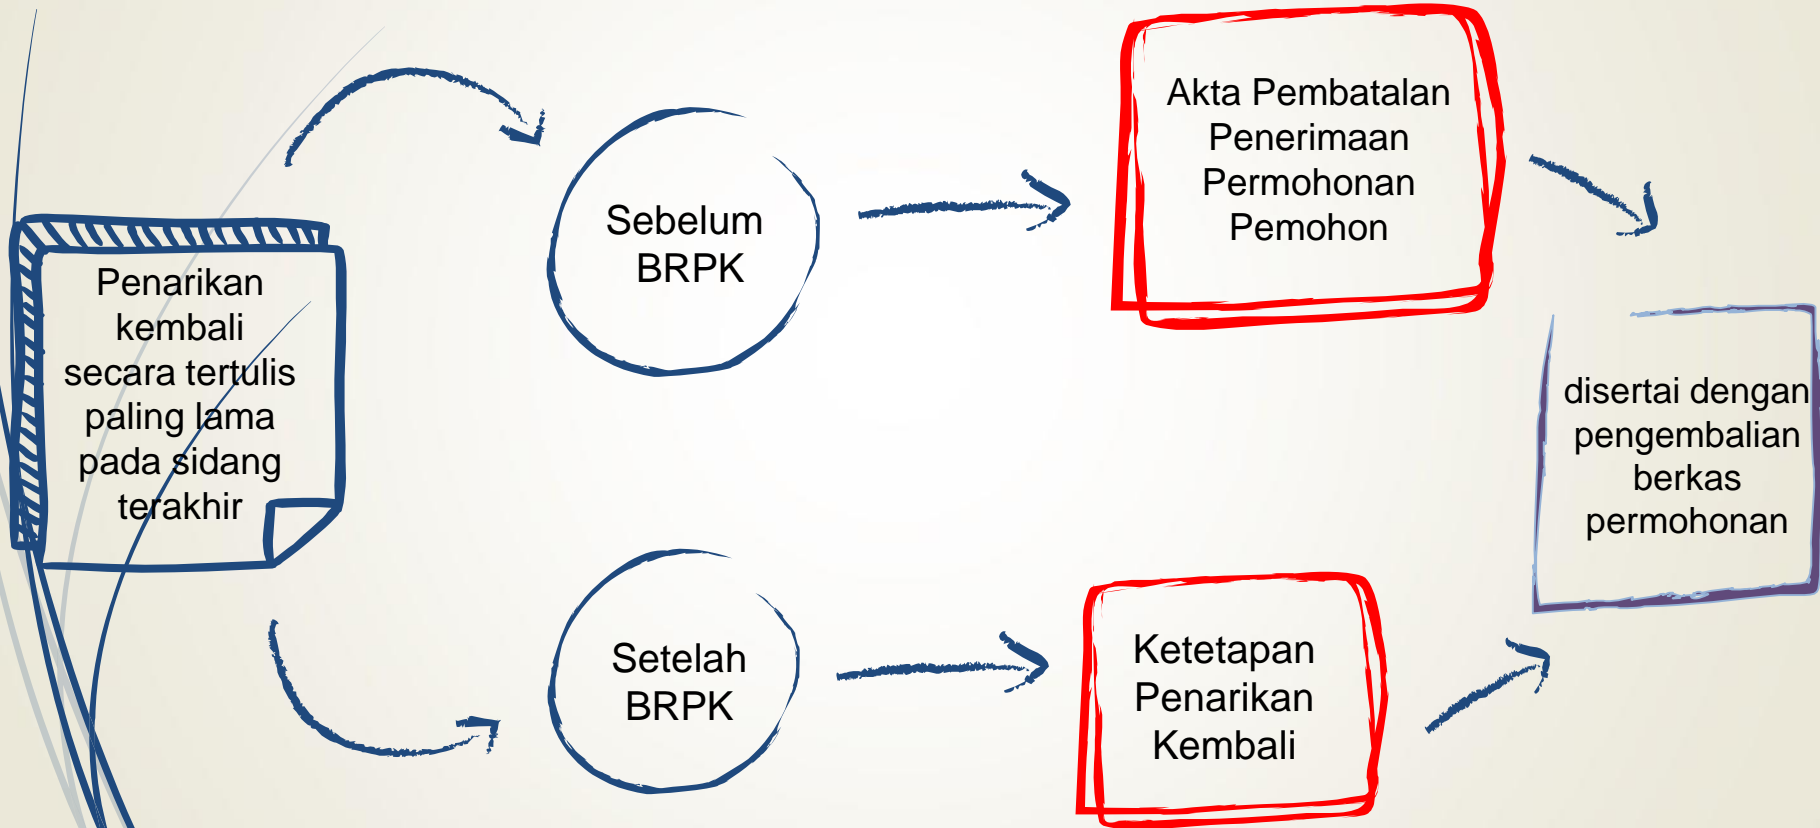 Penarikan
kembali
secara tertulis
paling lama
pada sidang
terakhir
Sebelum
BRPK
Akta Pembatalan
Penerimaan
Permohonan
Pemohon
Setelah
BRPK
Ketetapan
Penarikan
Kembali
disertai dengan
pengembalian
berkas
permohonan